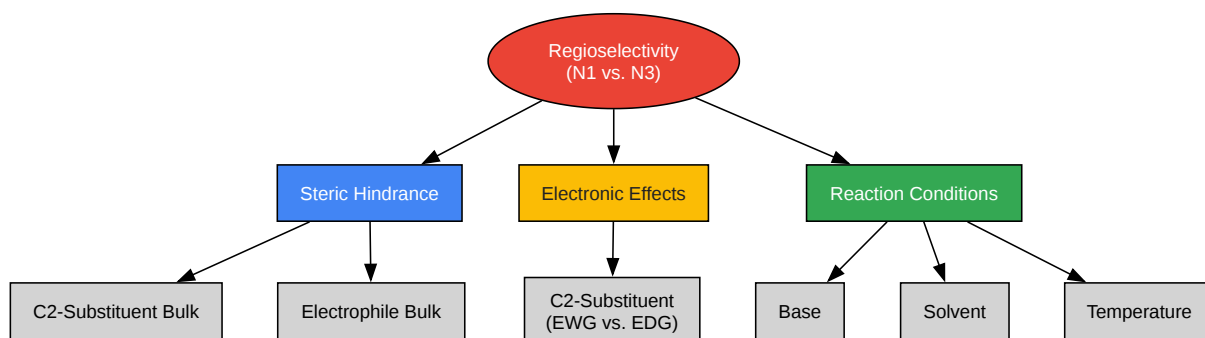 Regioselectivity
(N1 vs. N3)
Steric Hindrance
Electronic Effects
Reaction Conditions
C2-Substituent Bulk
Electrophile Bulk
C2-Substituent
(EWG vs. EDG)
Base
Solvent
Temperature